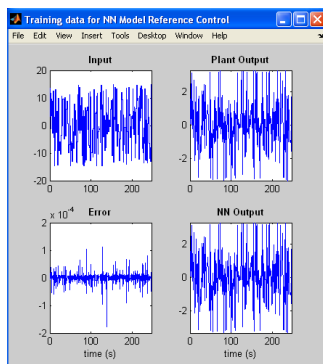 Training data for NN Model Reference Control
File Edit View Insert Tools Desktop Window Help
Input
20
10
0
-10
-20
0 100 200
Plant Output
2
0
-2
0 100 200
Error
x 10^-4
2
1
0
-1
-2
0 100 200
time (s)
NN Output
2
0
-2
0 100 200
time (s)